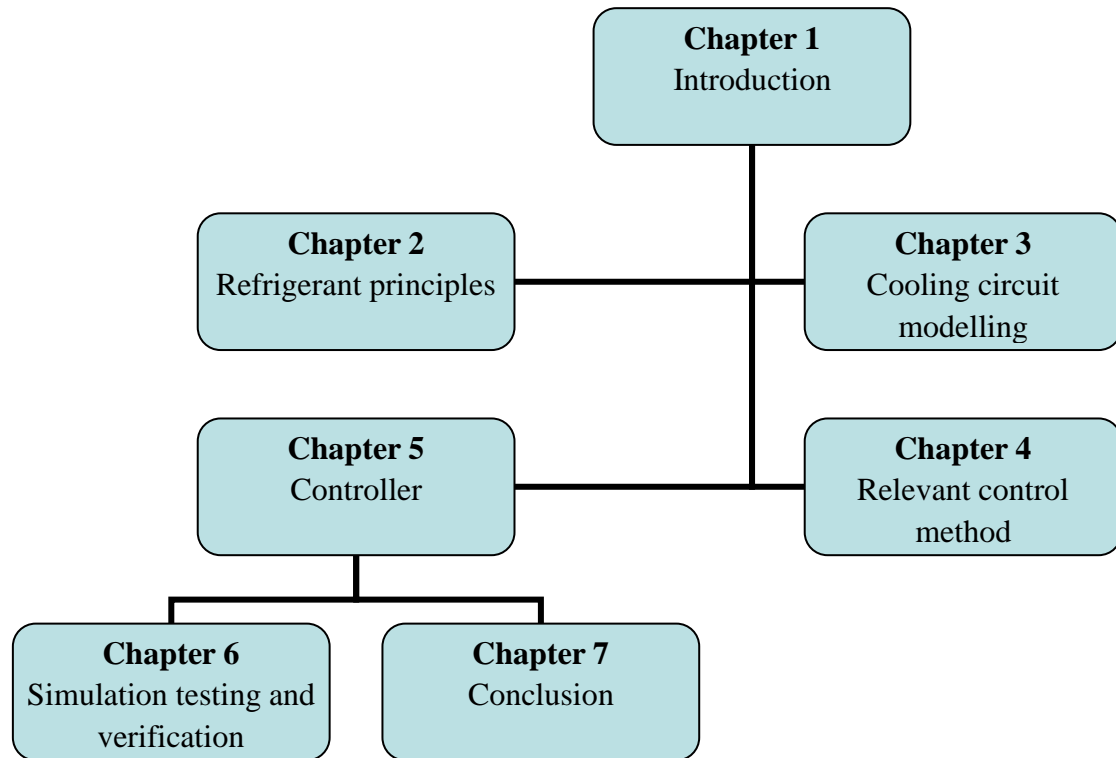 Chapter 1
Introduction
Chapter 2
Refrigerant principles
Chapter 3
Cooling circuit
modelling
Chapter 5
Controller
Chapter 4
Relevant control
method
Chapter 6
Simulation testing and
verification
Chapter 7
Conclusion